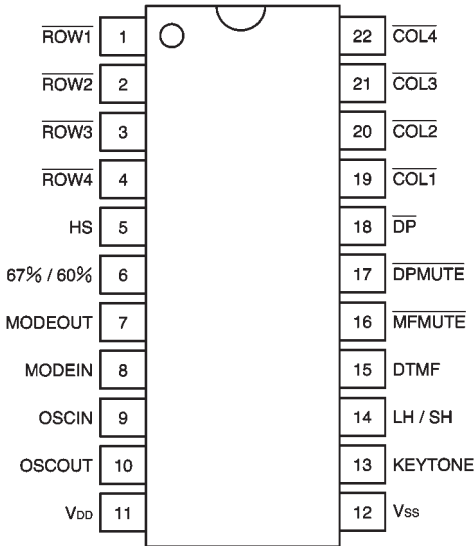 ROW1 1 22 COL4
ROW2 2 21 COL3
ROW3 3 20 COL2
ROW4 4 19 COL1
HS 5 18 DP
67% / 60% 6 17 DPMUTE
MODEOUT 7 16 MFMUTE
MODEIN 8 15 DTMF
OSCIN 9 14 LH / SH
OSCOUT 10 13 KEYTONE
VDD 11 12 VSS